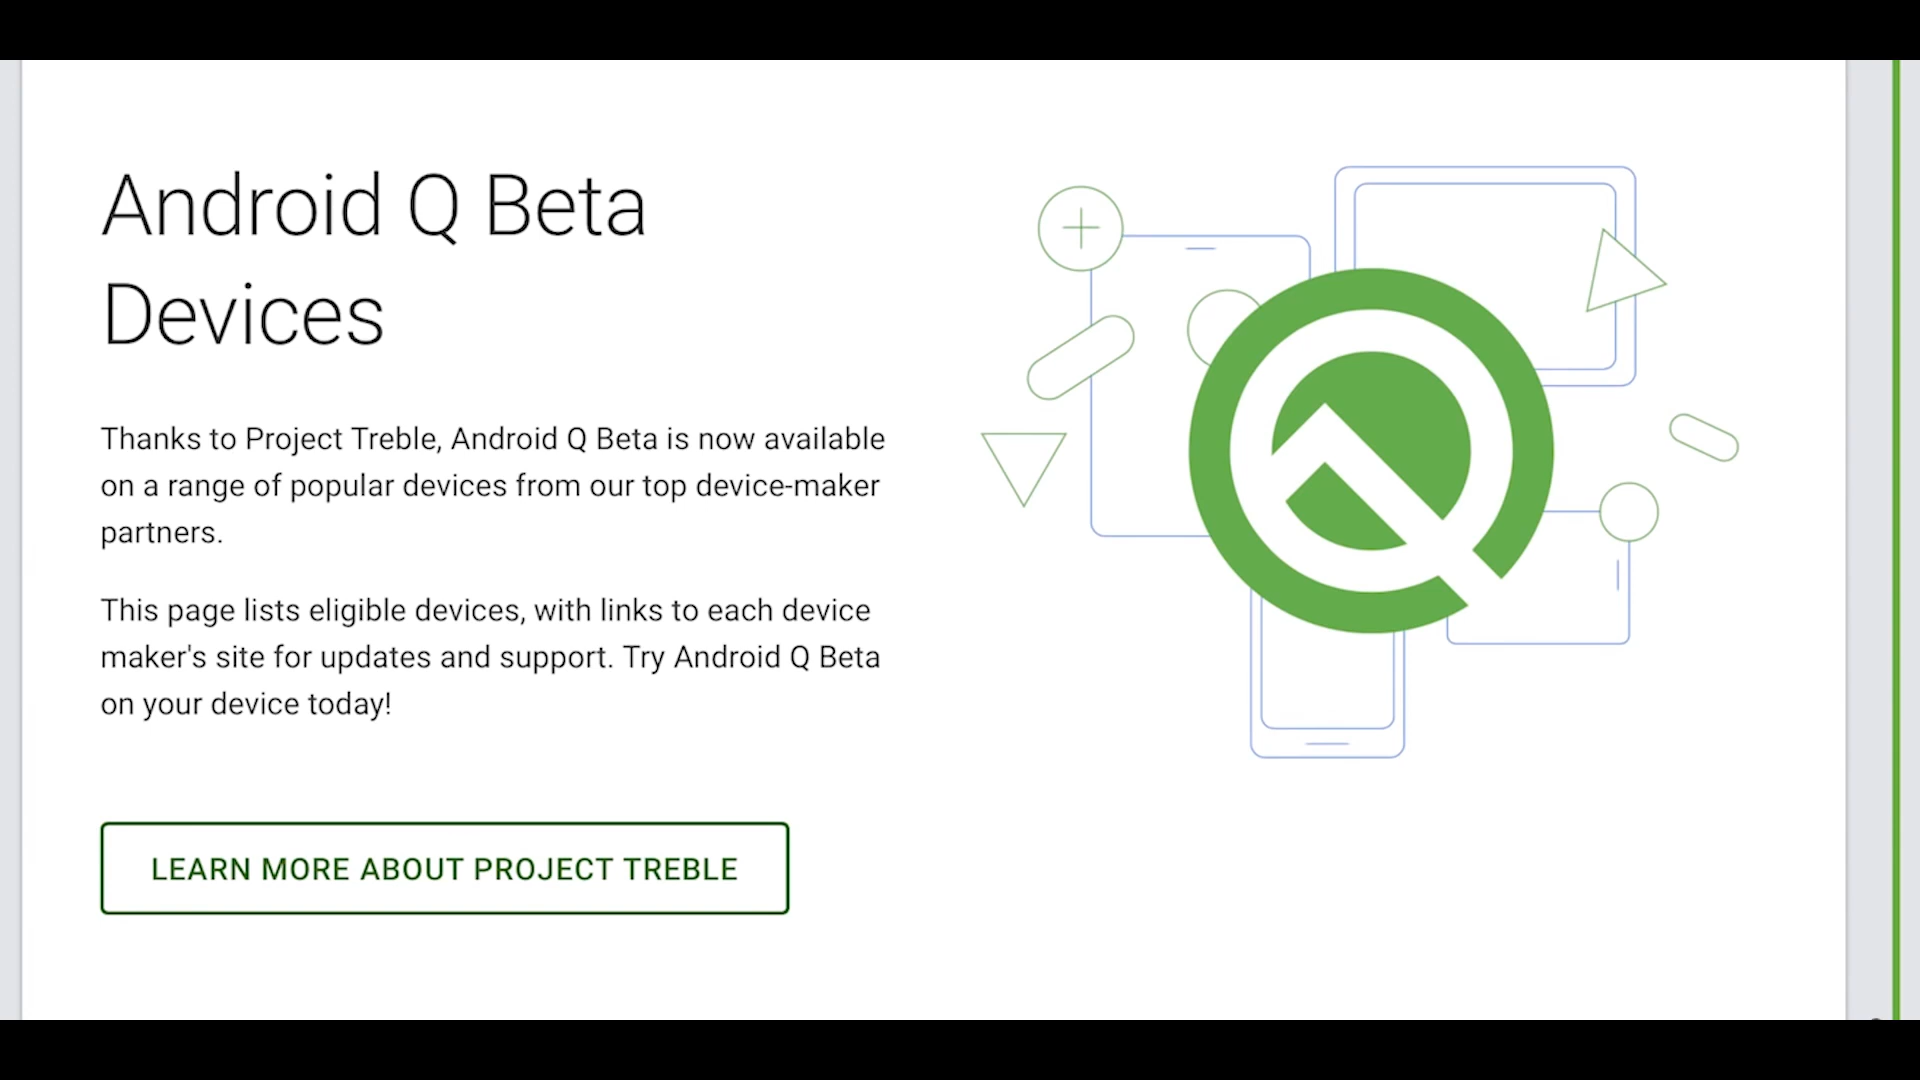 Android Q Beta
Devices
Thanks to Project Treble, Android Q Beta is now available
on a range of popular devices from our top device-maker
partners.
This page lists eligible devices, with links to each device
maker's site for updates and support. Try Android Q Beta
on your device today!
LEARN MORE ABOUT PROJECT TREBLE